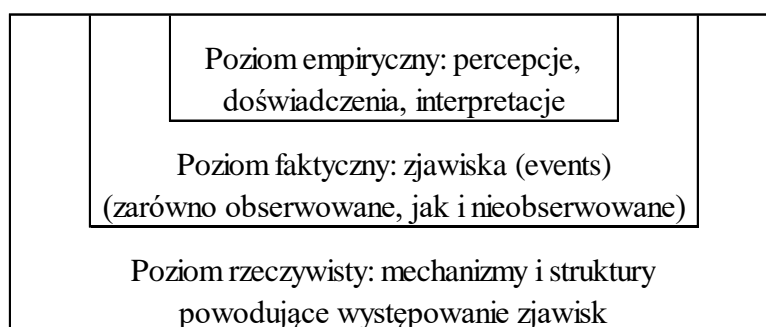 Poziom empiryczny: percepcje,
doświadczenia, interpretacje
Poziom faktyczny: zjawiska (events)
(zarówno obserwowane, jak i nieobserwowane)
Poziom rzeczywisty: mechanizmy i struktury
powodujące występowanie zjawisk